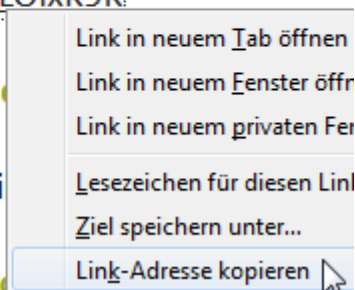 Link in neuem Tab öffnen
Link in neuem Fenster öffn
Link in neuem privaten Fer
Lesezeichen für diesen Link
Ziel speichern unter...
Link-Adresse kopieren